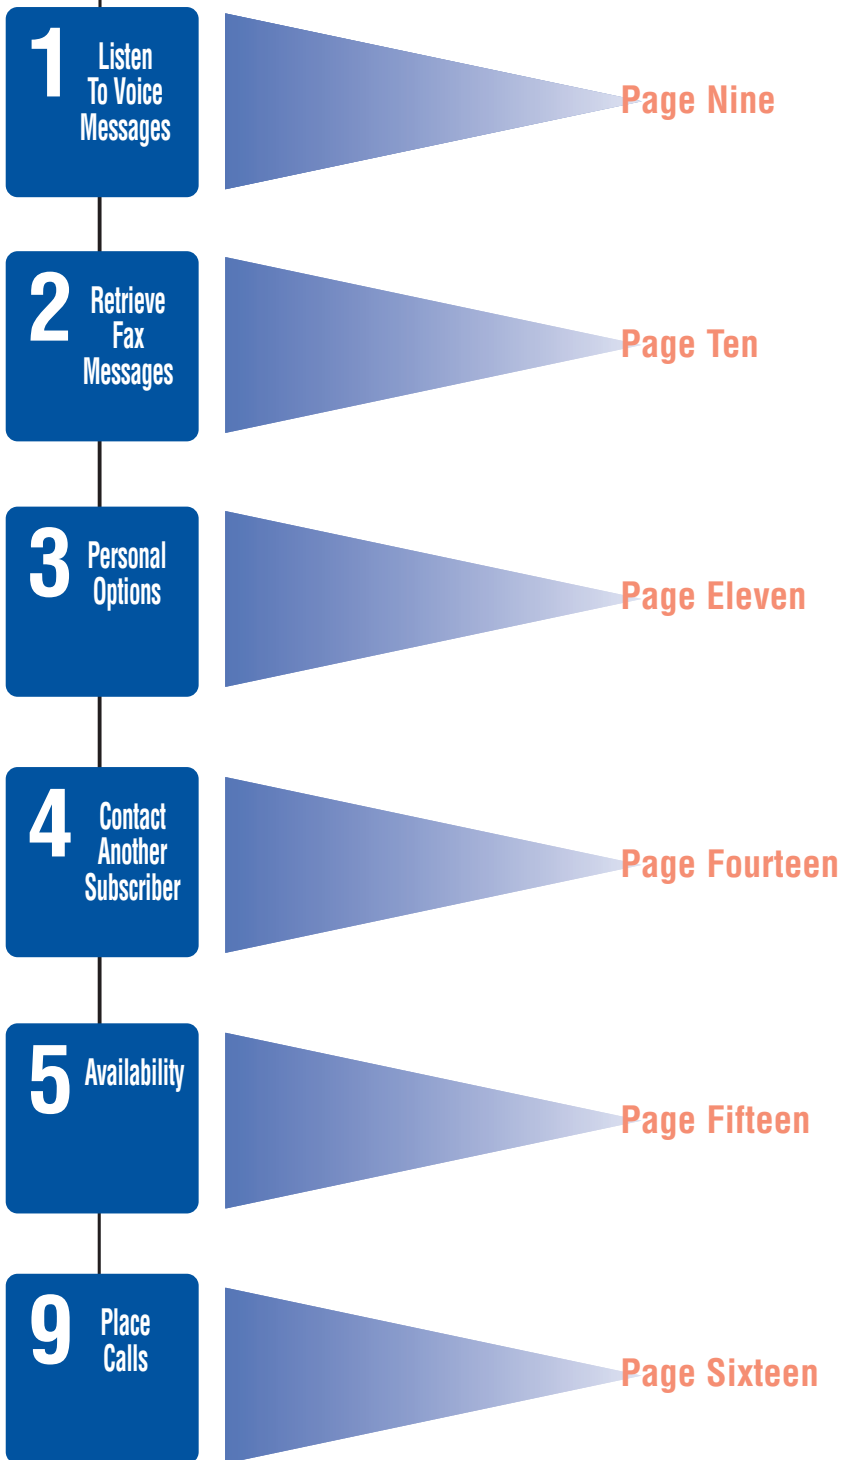 1 Listen
To Voice
Messages
Page Nine
2 Retrieve
Fax
Messages
Page Ten
3 Personal
Options
Page Eleven
4 Contact
Another
Subscriber
Page Fourteen
5 Availability
Page Fifteen
9 Place
Calls
Page Sixteen